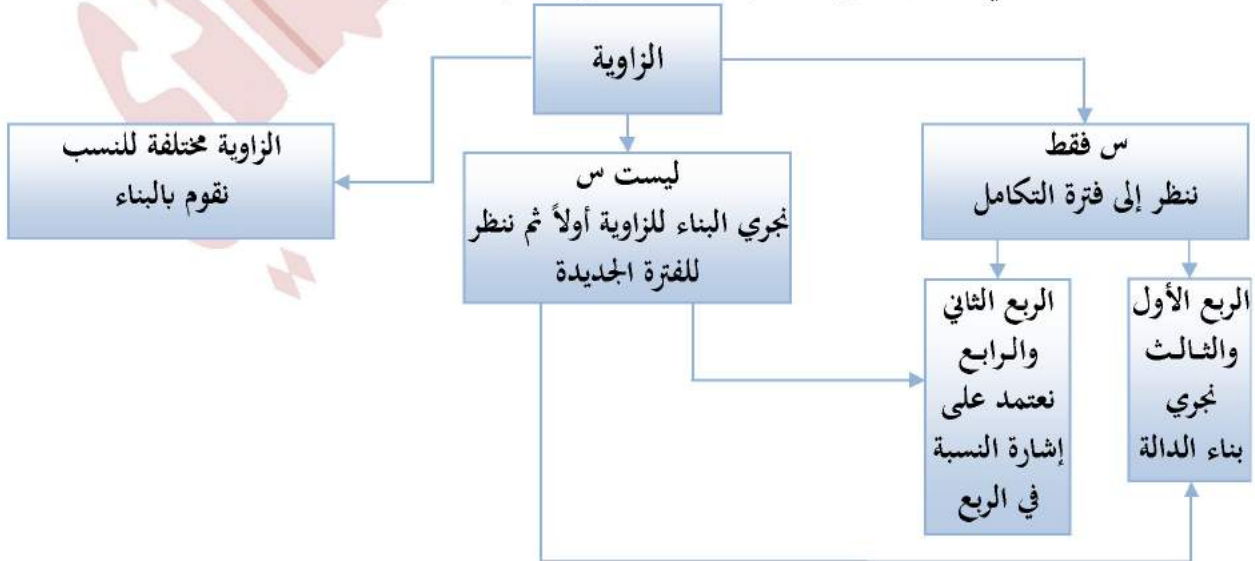 الزاوية
س فقط
ننظر إلى فترة التكامل
ليست س
نجري البناء للزاوية أولاً ثم ننظر
للفترة الجديدة
الزاوية مختلفة للنسب
نقوم بالبناء
الربع الأول
والثالث
نجري
بناء الدالة
الربع الثاني
والرابع
نعتمد على
إشارة النسبة
في الربع